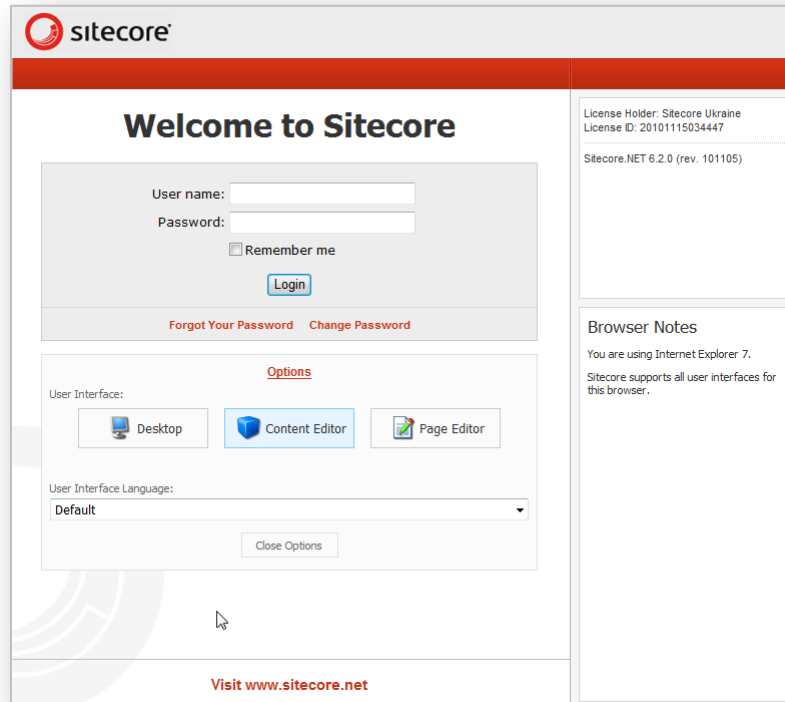 sitecore
Welcome to Sitecore
User name:
Password:
Remember me
Login
Forgot Your Password Change Password
Options
User Interface:
Desktop Content Editor Page Editor
User Interface Language:
Default
Close Options
Visit www.sitecore.net
License Holder: Sitecore Ukraine
License ID: 20101115034447
Sitecore.NET 6.2.0 (rev. 101105)
Browser Notes
You are using Internet Explorer 7.
Sitecore supports all user interfaces for
this browser.